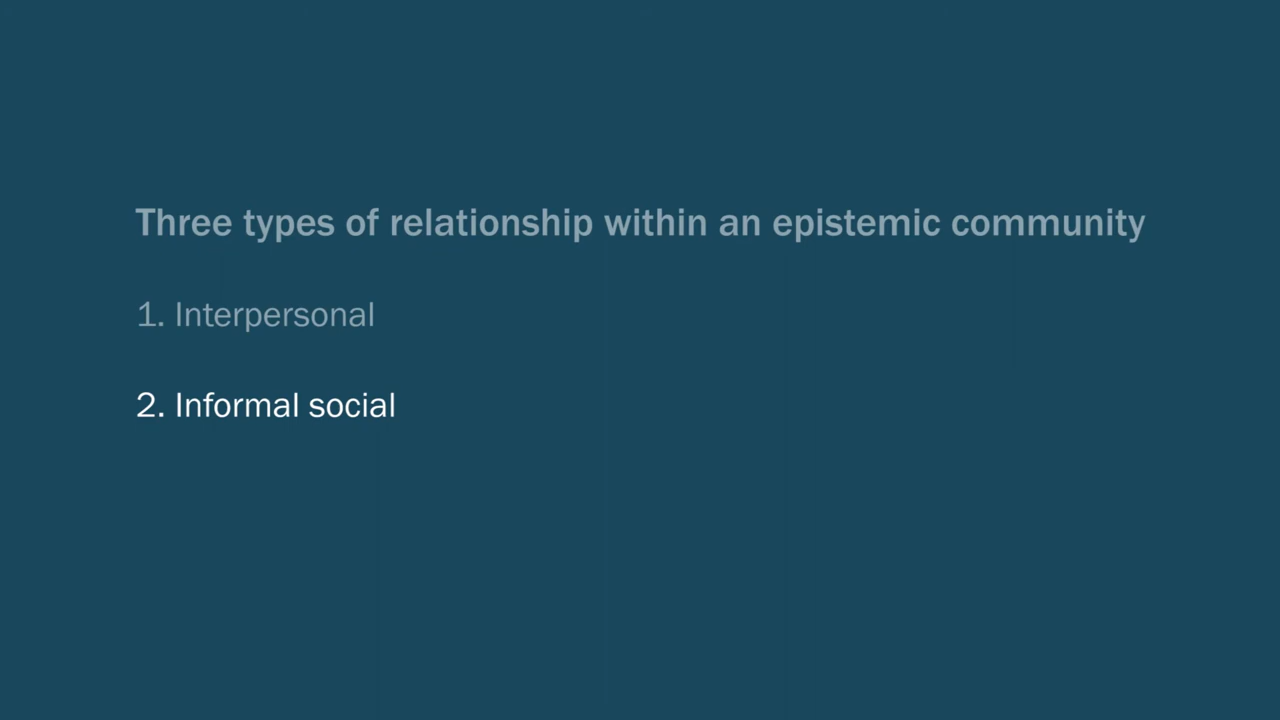 Three types of relationship within an epistemic community
1. Interpersonal
2. Informal social